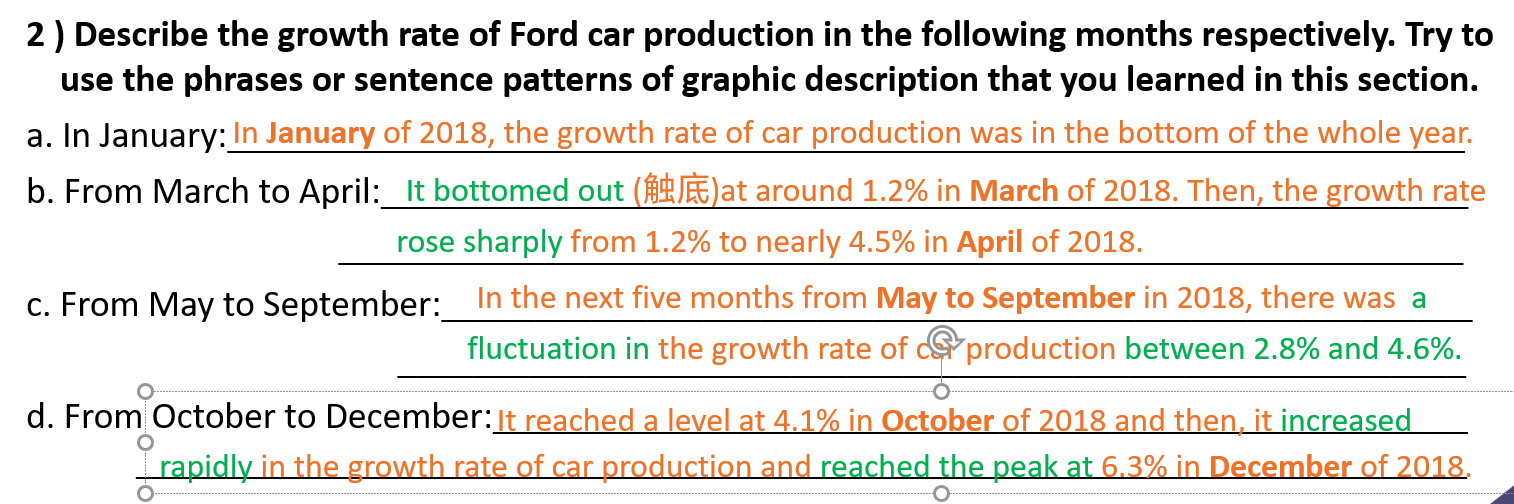 2 ) Describe the growth rate of Ford car production in the following months respectively. Try to
use the phrases or sentence patterns of graphic description that you learned in this section.
a. In January: In January of 2018, the growth rate of car production was in the bottom of the whole year.
b. From March to April: It bottomed out (触底)at around 1.2% in March of 2018. Then, the growth rate
rose sharply from 1.2% to nearly 4.5% in April of 2018.
c. From May to September: In the next five months from May to September in 2018, there was a
fluctuation in the growth rate of car production between 2.8% and 4.6%.
d. From October to December: It reached a level at 4.1% in October of 2018 and then, it increased
rapidly in the growth rate of car production and reached the peak at 6.3% in December of 2018.